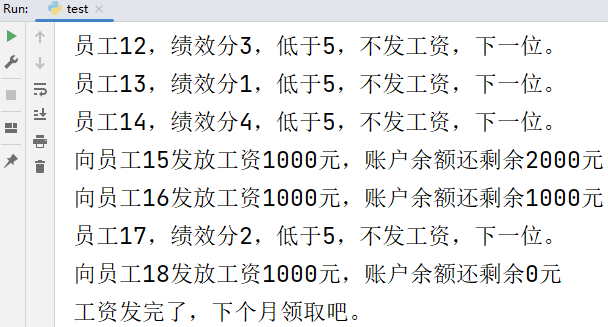 Run: test
员工12，绩效分3，低于5，不发工资，下一位。
员工13，绩效分1，低于5，不发工资，下一位。
员工14，绩效分4，低于5，不发工资，下一位。
向员工15发放工资1000元，账户余额还剩余2000元
向员工16发放工资1000元，账户余额还剩余1000元
员工17，绩效分2，低于5，不发工资，下一位。
向员工18发放工资1000元，账户余额还剩余0元
工资发完了，下个月领取吧。